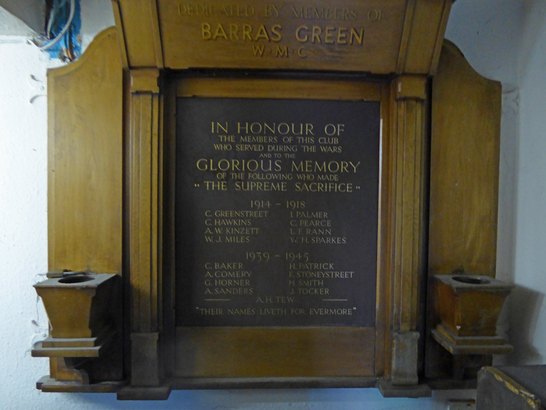 DEDICATED BY MEMBERS OF
BARRAS GREEN
W·M·C
IN HONOUR OF
THE MEMBERS OF THIS CLUB
WHO SERVED DURING THE WARS
AND TO THE
GLORIOUS MEMORY
OF THE FOLLOWING WHO MADE
"THE SUPREME SACRIFICE"
1914 - 1918
C. GREENSTREET I. PALMER
C. HAWKINS C. PEARCE
A. W. KINZETT L. F. RANN
W. J. MILES W. H. SPARKES
1939 - 1945
C. BAKER H. PATRICK
A. COMERY F. STONEYSTREET
G. HORNER H. SMITH
A. SANDERS J. TOCKER
A. H. TEW
"THEIR NAMES LIVETH FOR EVERMORE"